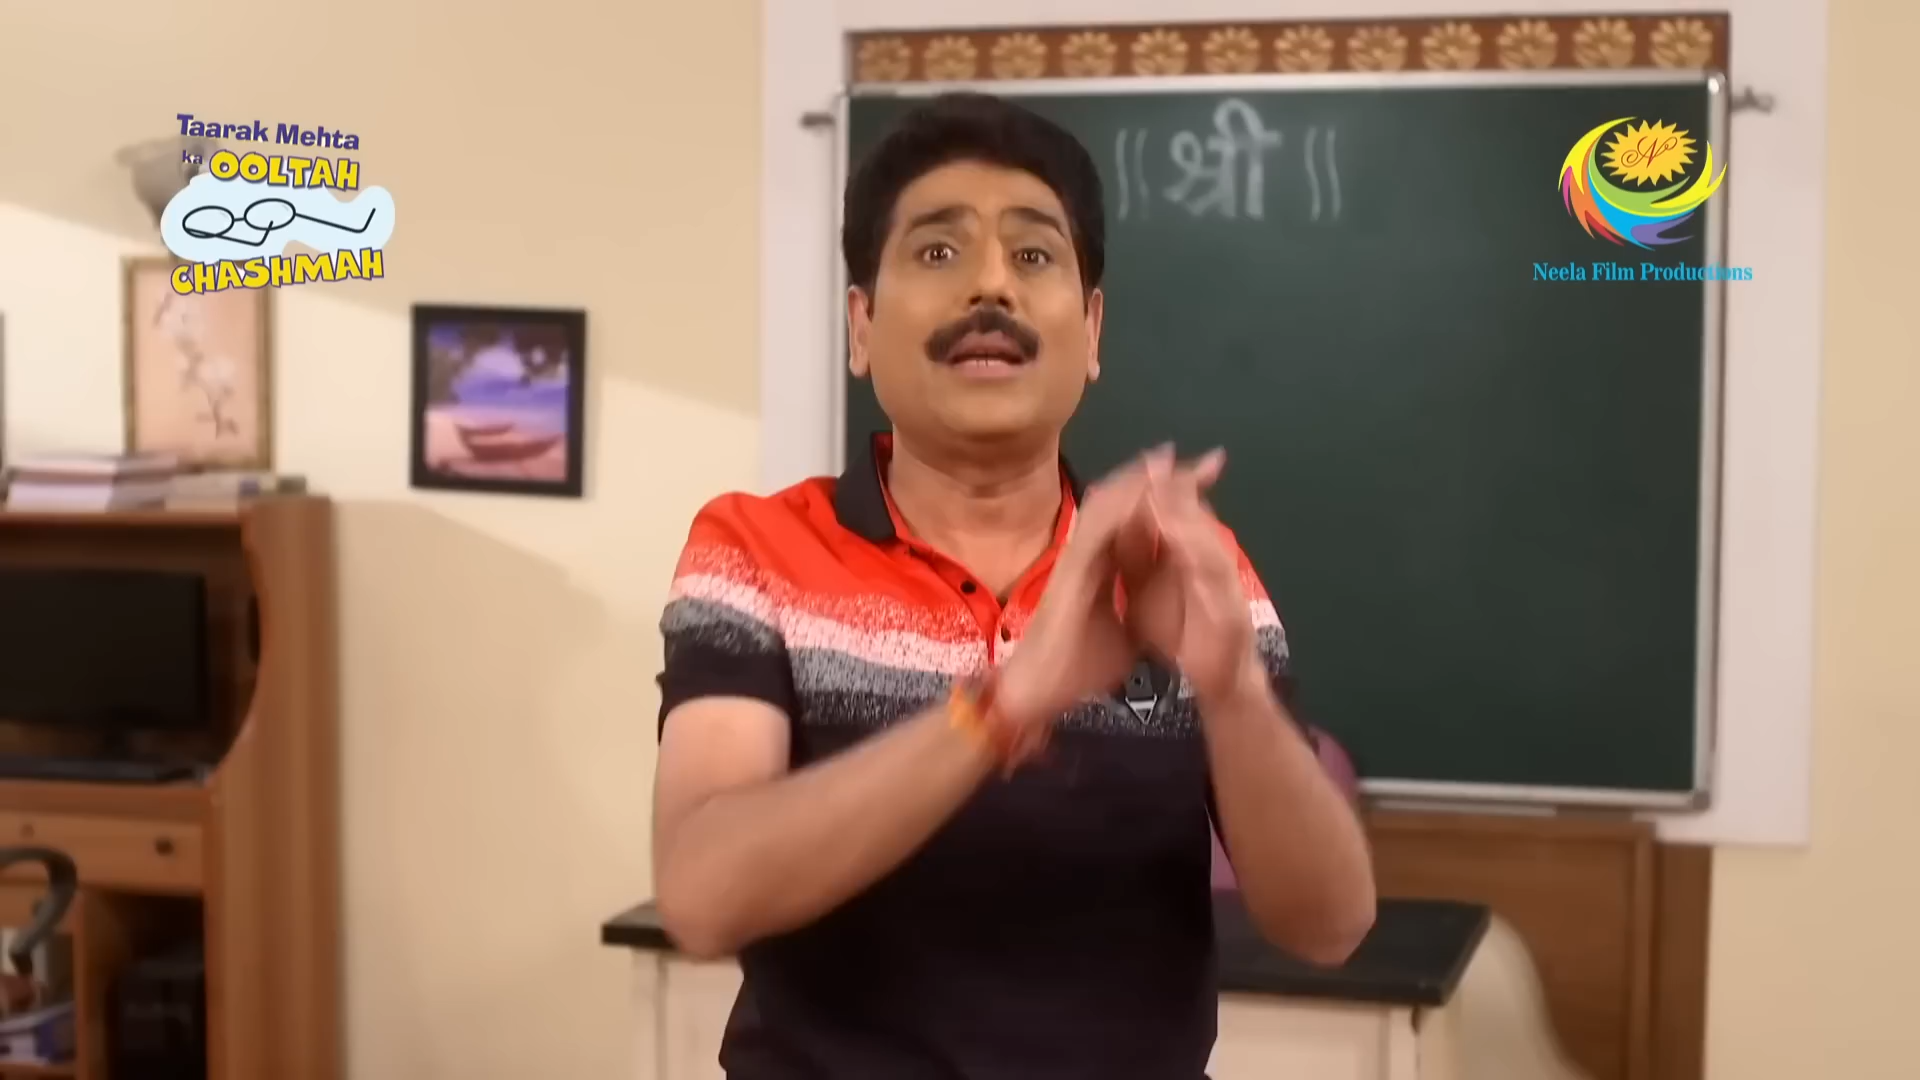 Taarak Mehta
ka OOLTAH
CHASHMAH
|| श्री ||
N
Neela Film Productions